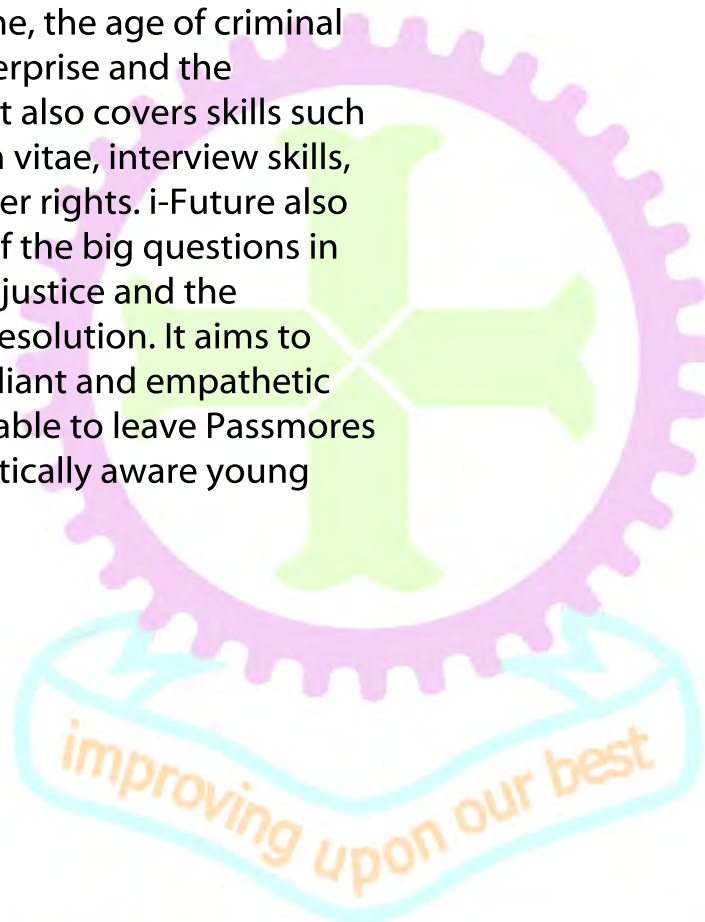 ne, the age of criminal
erprise and the
t also covers skills such
n vitae, interview skills,
er rights. i-Future also
f the big questions in
justice and the
esolution. It aims to
liant and empathetic
able to leave Passmores
tically aware young
improving upon our best